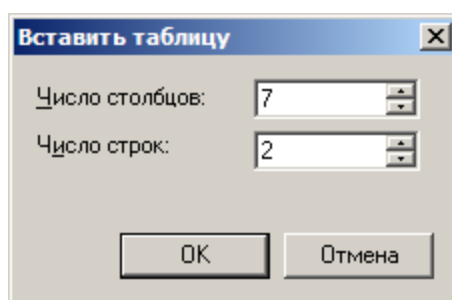 Вставить таблицу
Число столбцов: 7
Число строк: 2
OK Отмена